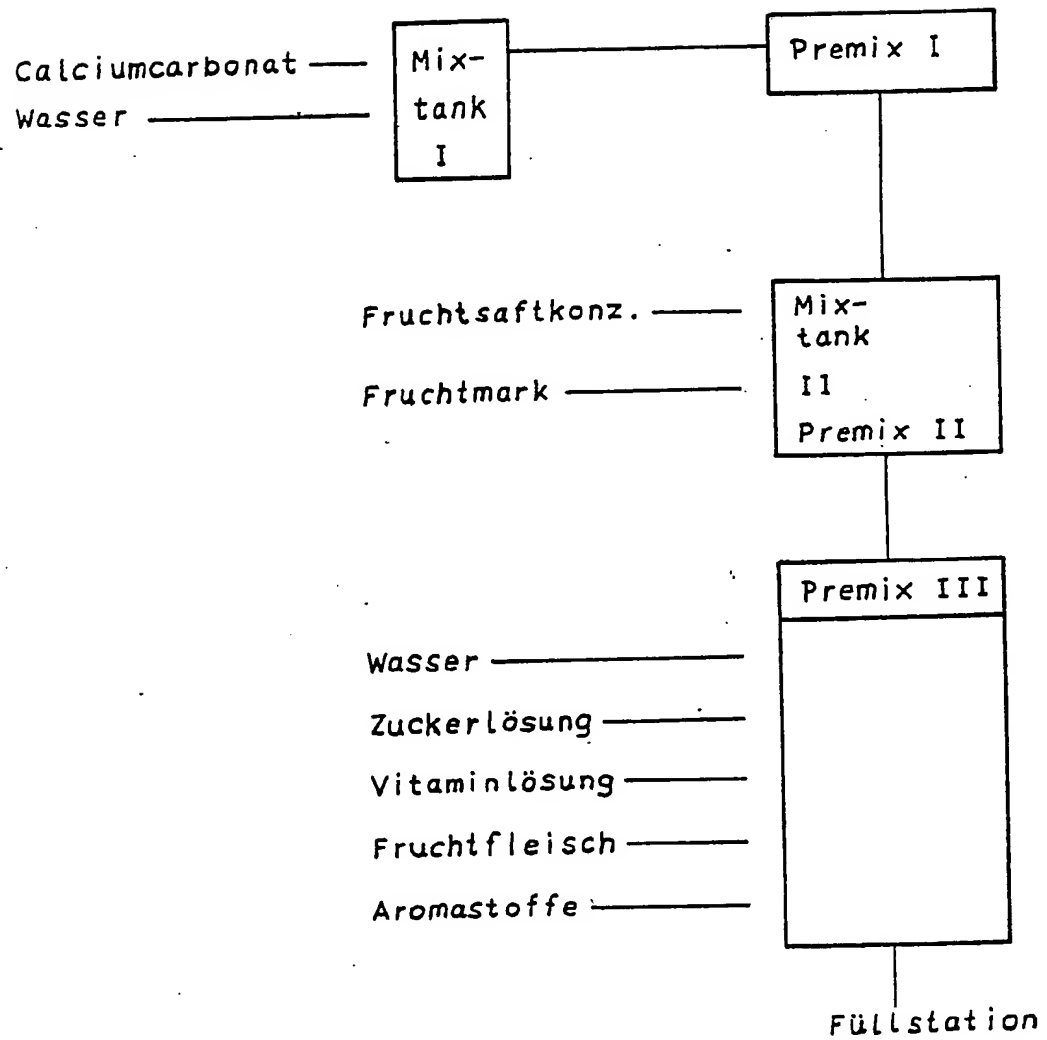 Calciumcarbonat
Wasser
Mix-
tank
I
Premix I
Fruchtsaftkonz.
Fruchtmark
Mix-
tank
II
Premix II
Premix III
Wasser
Zuckerlösung
Vitaminlösung
Fruchtfleisch
Aromastoffe
Füllstation